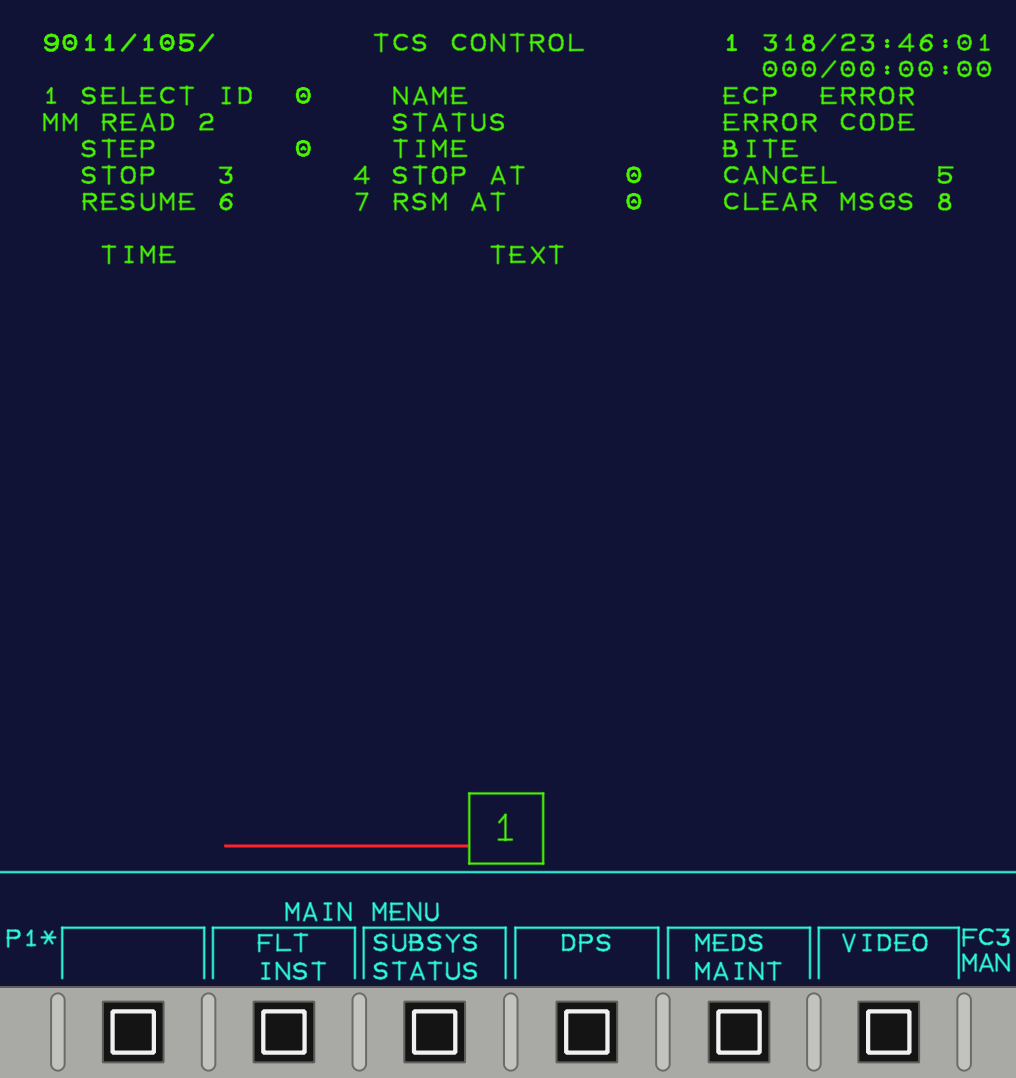 9011/105/ TCS CONTROL 1 318/23:46:01
000/00:00:00
1 SELECT ID 0 NAME ECP ERROR
MM READ 2 STATUS ERROR CODE
STEP 0 TIME BITE
STOP 3 4 STOP AT 0 CANCEL 5
RESUME 6 7 RSM AT 0 CLEAR MSGS 8
TIME TEXT
1
MAIN MENU
P1* FLT SUBSYS DPS MEDS VIDEO FC3
INST STATUS MAINT MAN